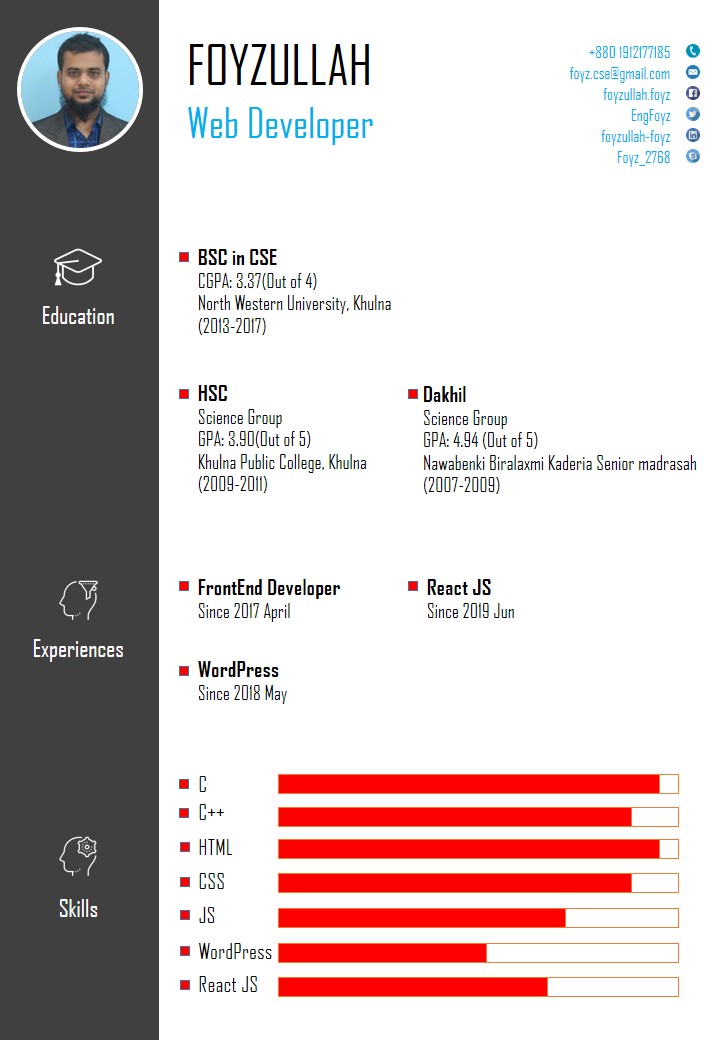 FOYZULLAH
Web Developer
+880 1912177185
foyz.cse@gmail.com
foyzullah.foyz
EngFoyz
foyzullah-foyz
Foyz_2768
Education
BSC in CSE
CGPA: 3.37(Out of 4)
North Western University, Khulna
(2013-2017)
HSC
Science Group
GPA: 3.90(Out of 5)
Khulna Public College, Khulna
(2009-2011)
Dakhil
Science Group
GPA: 4.94 (Out of 5)
Nawabenki Biralaxmi Kaderia Senior madrasah
(2007-2009)
Experiences
FrontEnd Developer
Since 2017 April
React JS
Since 2019 Jun
WordPress
Since 2018 May
Skills
C
C++
HTML
CSS
JS
WordPress
React JS